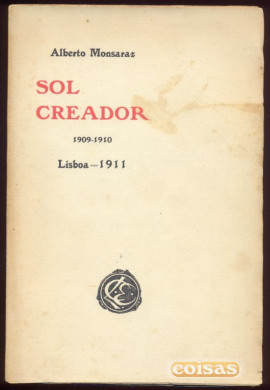 Alberto Monsaraz
SOL
CREADOR
1909-1910
Lisboa—1911
coisas